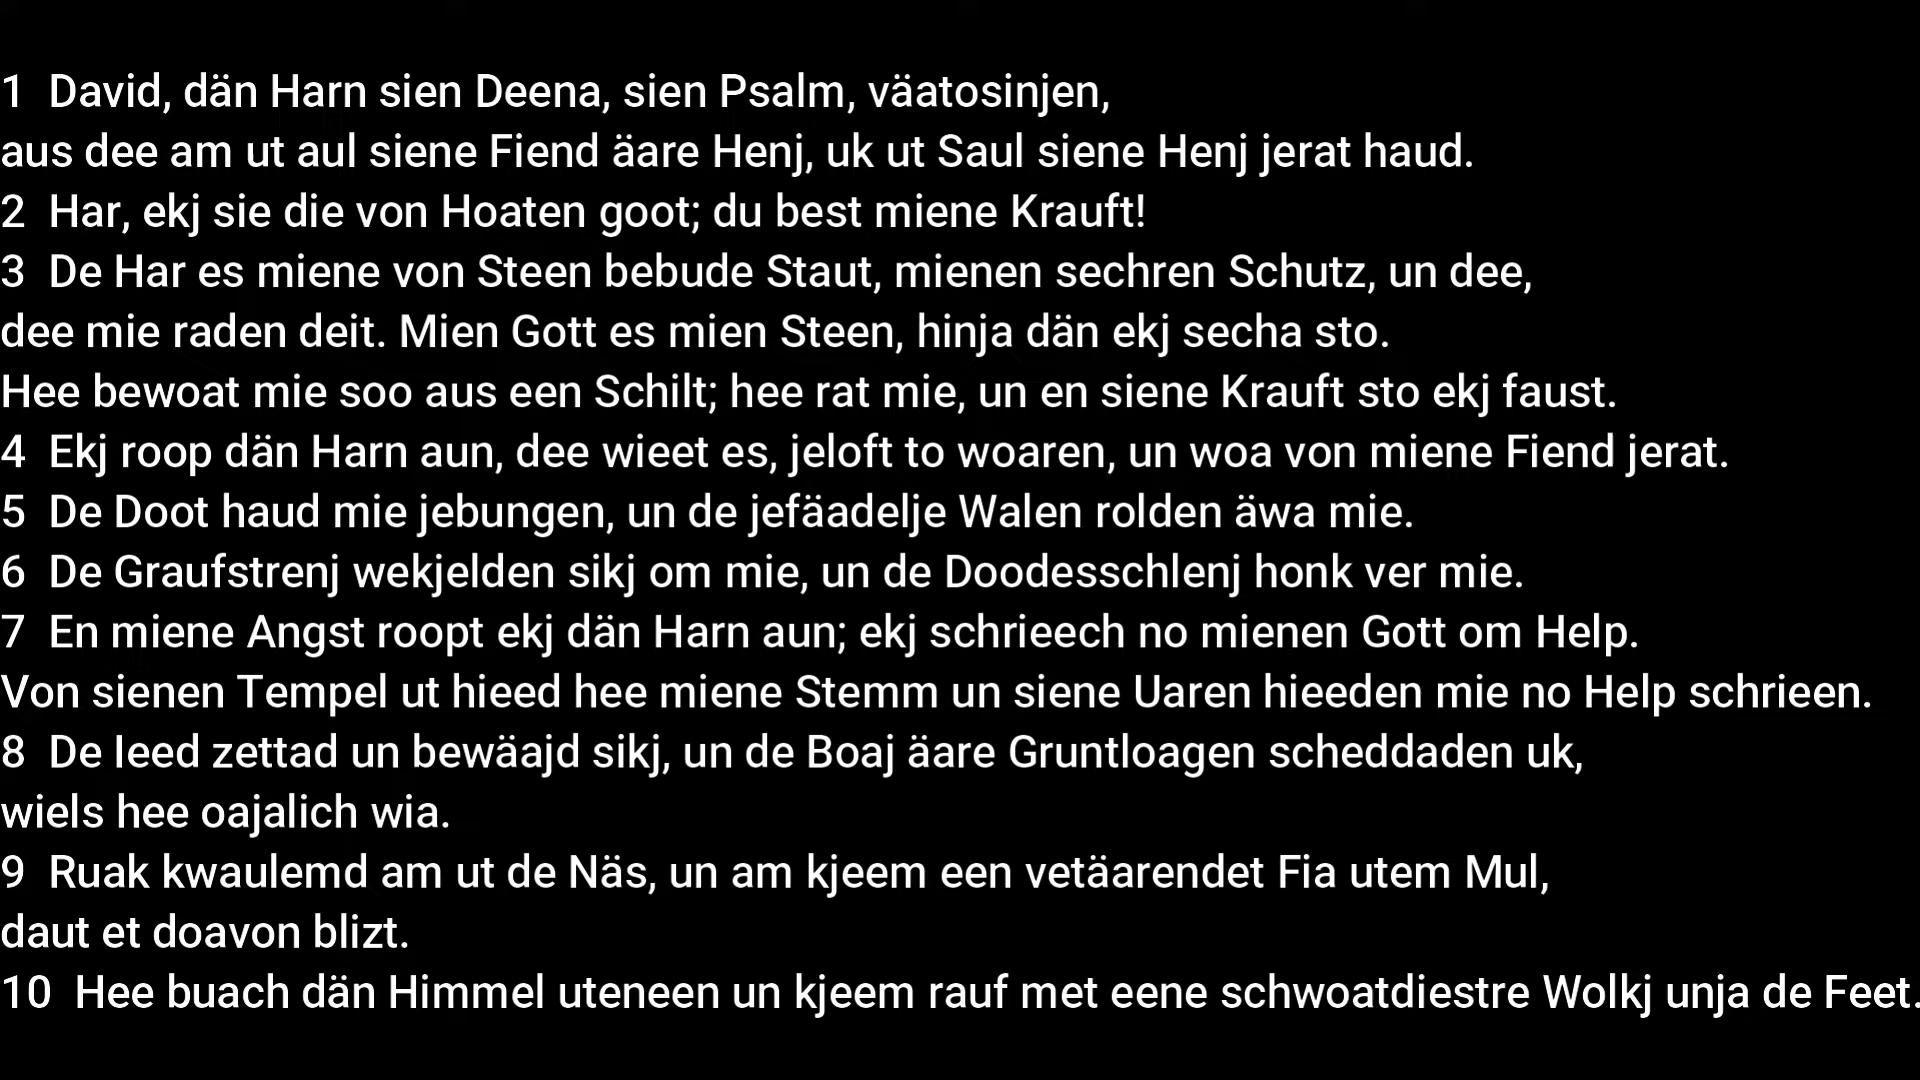 1 David, dän Harn sien Deena, sien Psalm, väatosinjen,
aus dee am ut aul siene Fiend äare Henj, uk ut Saul siene Henj jerat haud.
2 Har, ekj sie die von Hoaten goot; du best miene Krauft!
3 De Har es miene von Steen bebude Staut, mienen sechren Schutz, un dee,
dee mie raden deit. Mien Gott es mien Steen, hinja dän ekj secha sto.
Hee bewoat mie soo aus een Schilt; hee rat mie, un en siene Krauft sto ekj faust.
4 Ekj roop dän Harn aun, dee wieet es, jeloft to woaren, un woa von miene Fiend jerat.
5 De Doot haud mie jebungen, un de jefäadelje Walen rolden äwa mie.
6 De Graufstrenj wekjelden sikj om mie, un de Doodesschlenj honk ver mie.
7 En miene Angst roopt ekj dän Harn aun; ekj schrieech no mienen Gott om Help.
Von sienen Tempel ut hieed hee miene Stemm un siene Uaren hieeden mie no Help schrieen.
8 De Ieed zettad un bewäajd sikj, un de Boaj äare Gruntloagen scheddaden uk,
wiels hee oajalich wia.
9 Ruak kwaulemd am ut de Näs, un am kjeem een vetäarendet Fia utem Mul,
daut et doavon blizt.
10 Hee buach dän Himmel uteneen un kjeem rauf met eene schwoatdiestre Wolkj unja de Feet.